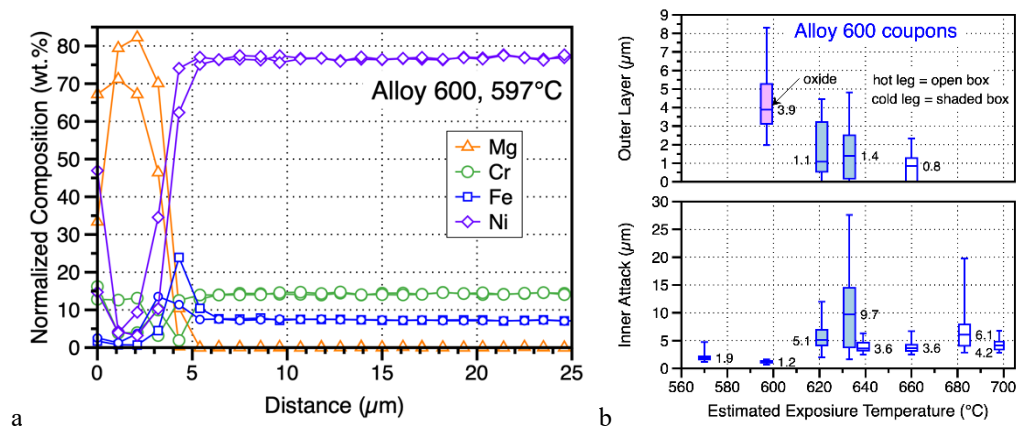 80
70
60
50
40
30
20
10
0
Normalized Composition (wt.%)
Alloy 600, 597°C
Mg
Cr
Fe
Ni
0 5 10 15 20 25
Distance (µm)
a
9
8
7
6
5
4
3
2
1
0
Outer Layer (µm)
Alloy 600 coupons
oxide
hot leg = open box
cold leg = shaded box
3.9
1.1
1.4
0.8
30
25
20
15
10
5
0
Inner Attack (µm)
1.9
1.2
5.1
9.7
3.6
3.6
6.1
4.2
560 580 600 620 640 660 680 700
Estimated Exposure Temperature (°C)
b